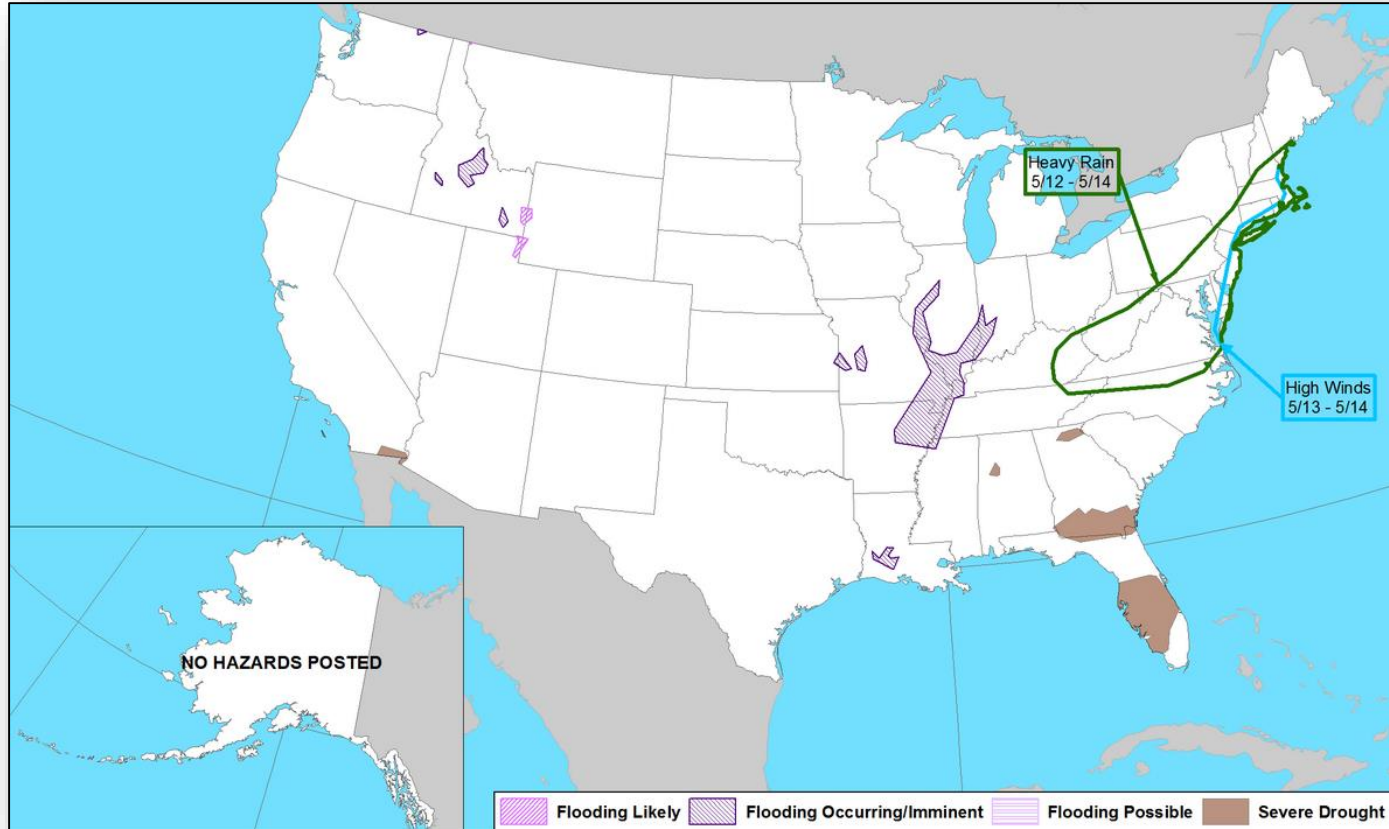 Heavy Rain
5/12 - 5/14
High Winds
5/13 - 5/14
NO HAZARDS POSTED
Flooding Likely
Flooding Occurring/Imminent
Flooding Possible
Severe Drought